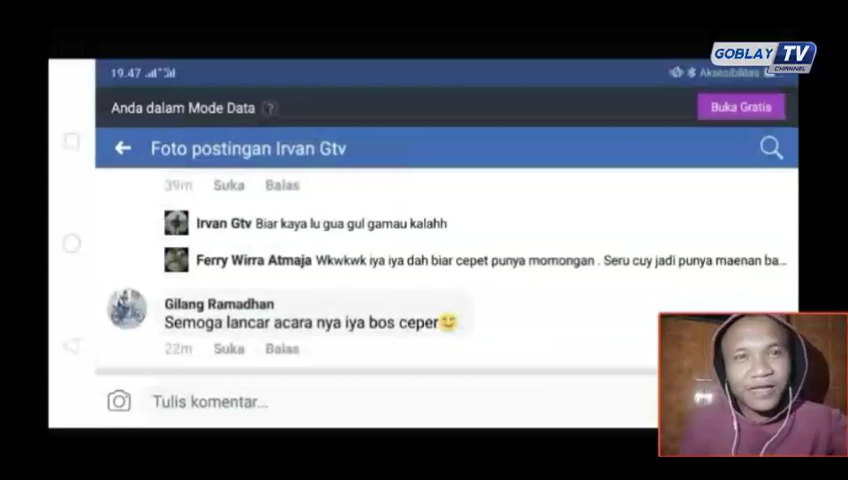 GOBLAY TV
CHANNEL
19.47
Aksesibilitas
Anda dalam Mode Data ?
Buka Gratis
Foto postingan Irvan Gtv
39m Suka Balas
Irvan Gtv Biar kaya lu gua gul gamau kalahh
Ferry Wirra Atmaja Wkwkwk iya iya dah biar cepet punya momongan . Seru cuy jadi punya maenan ba...
Gilang Ramadhan
Semoga lancar acara nya iya bos ceper😄
22m Suka Balas
Tulis komentar...